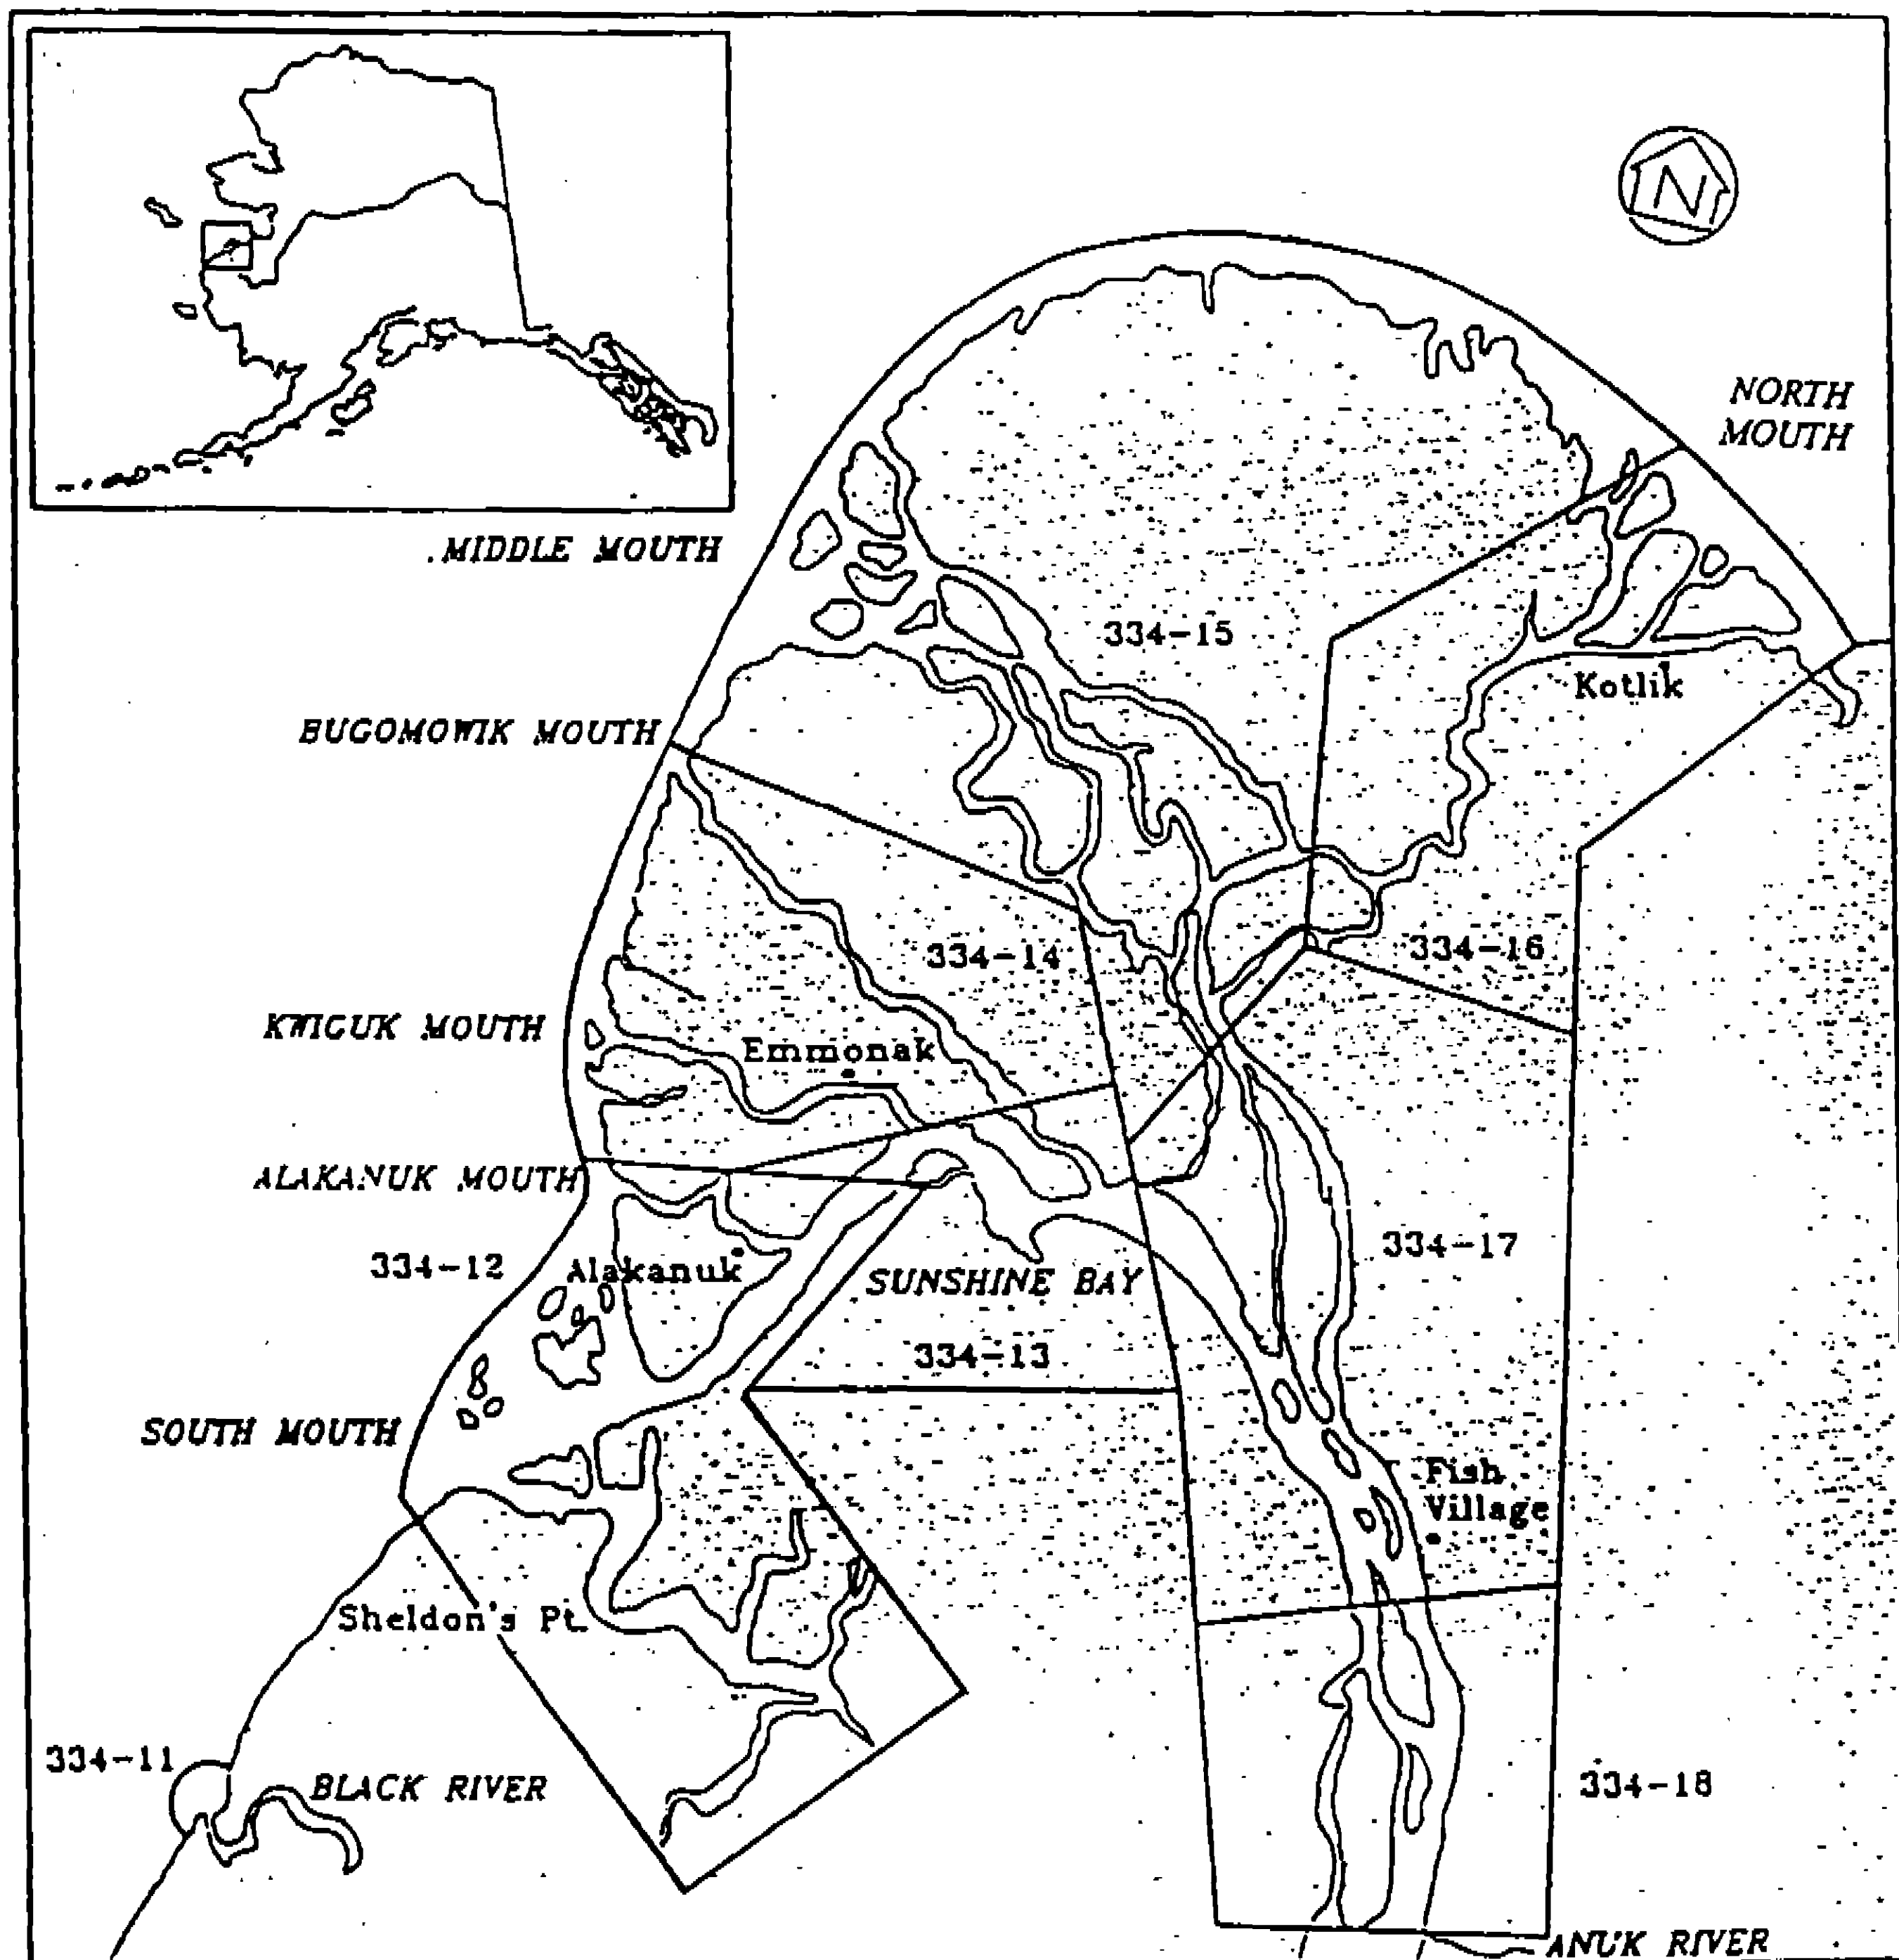 N
NORTH
MOUTH
MIDDLE MOUTH
334-15
Kotlik
BUGOMOWIK MOUTH
334-14
334-16
KWIGUK MOUTH
Emmonak
ALAKANUK MOUTH
334-12
Alakanuk
SUNSHINE BAY
334-17
334-13
SOUTH MOUTH
Fish
Village
Sheldon's Pt.
334-11
BLACK RIVER
334-18
ANUK RIVER